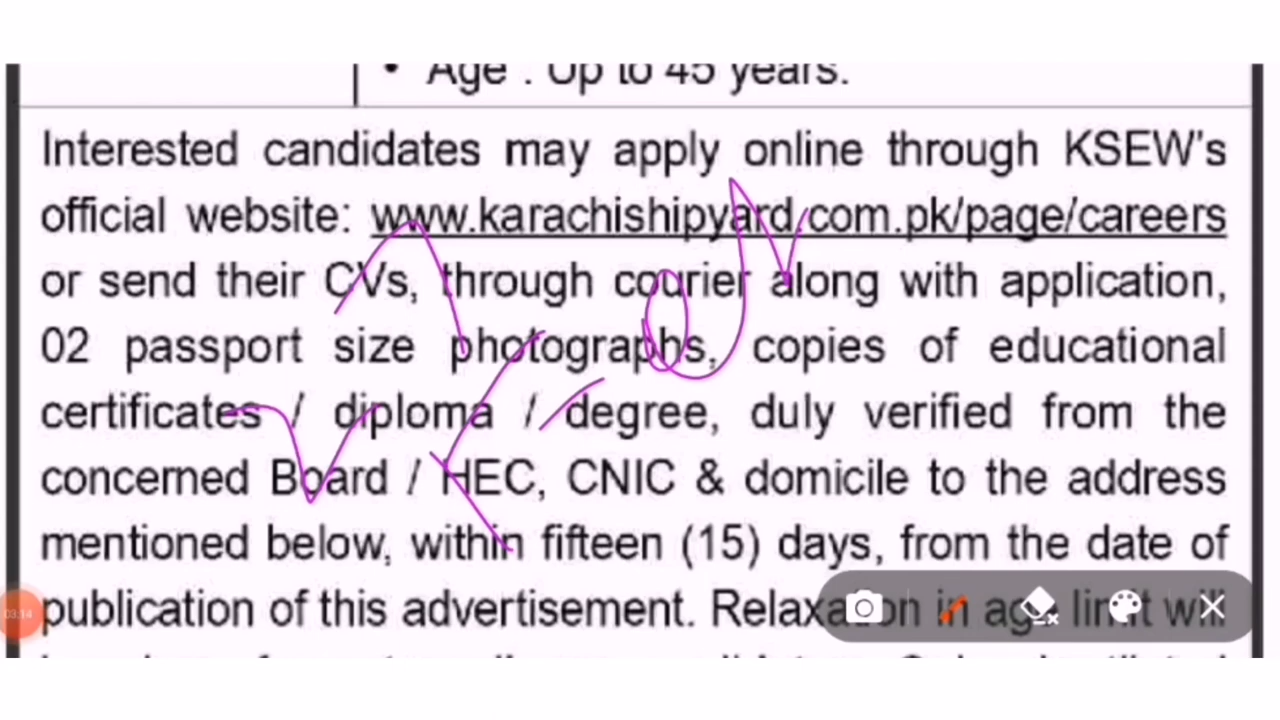 • Age : Up to 45 years.
Interested candidates may apply online through KSEW's
official website: www.karachishipyard.com.pk/page/careers
or send their CVs, through courier along with application,
02 passport size photographs, copies of educational
certificates / diploma / degree, duly verified from the
concerned Board / HEC, CNIC & domicile to the address
mentioned below, within fifteen (15) days, from the date of
publication of this advertisement. Relaxation in age limit will
03:14